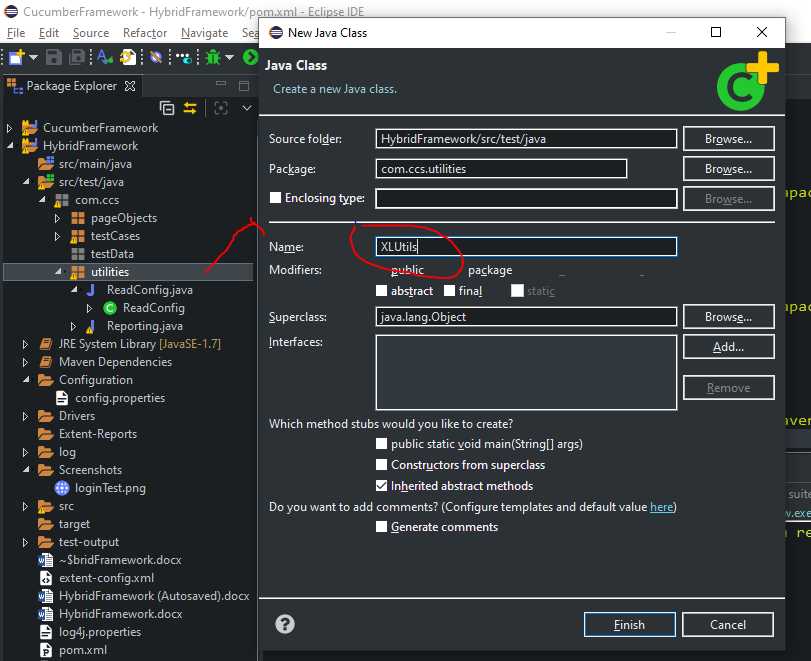 CucumberFramework - HybridFramework/pom.xml - Eclipse IDE
File Edit Source Refactor Navigate Sea
Package Explorer
CucumberFramework
HybridFramework
src/main/java
src/test/java
com.ccs
pageObjects
testCases
testData
utilities
ReadConfig.java
ReadConfig
Reporting.java
JRE System Library [JavaSE-1.7]
Maven Dependencies
Configuration
config.properties
Drivers
Extent-Reports
log
Screenshots
loginTest.png
src
target
test-output
~$bridFramework.docx
extent-config.xml
HybridFramework (Autosaved).docx
HybridFramework.docx
log4j.properties
pom.xml
New Java Class
Java Class
Create a new Java class.
Source folder: HybridFramework/src/test/java Browse...
Package: com.ccs.utilities Browse...
Enclosing type: Browse...
Name: XLUtils
Modifiers: public package
abstract final static
Superclass: java.lang.Object Browse...
Interfaces: Add...
Remove
Which method stubs would you like to create?
public static void main(String[] args)
Constructors from superclass
Inherited abstract methods
Do you want to add comments? (Configure templates and default value here)
Generate comments
Finish Cancel
apac
apac
aven
suite
w.exe
re